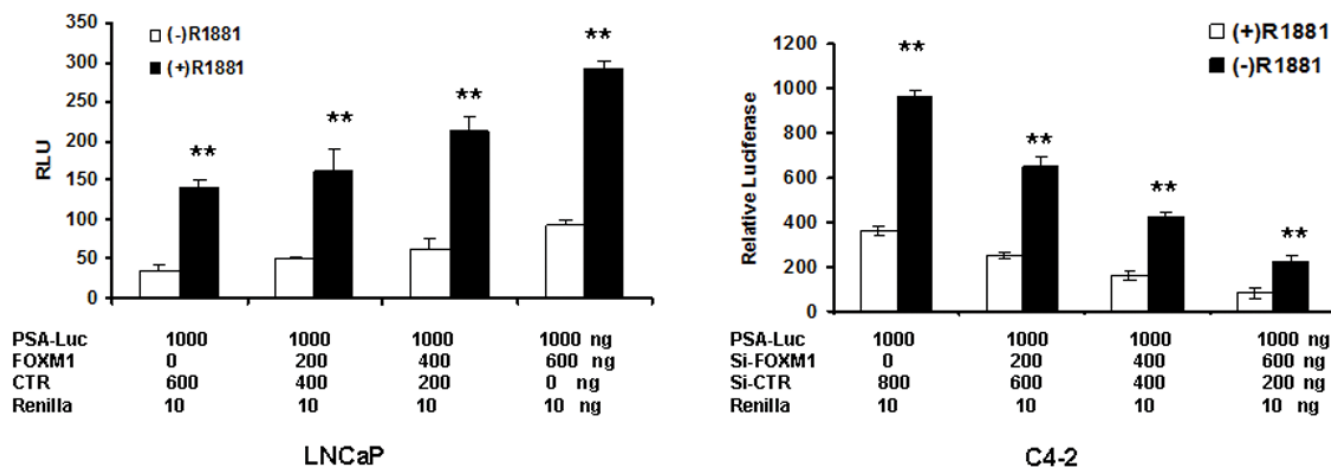 350
300
250
200
150
100
50
0
RLU
(-)R1881
(+)R1881
**
**
**
**
PSA-Luc 1000 1000 1000 1000 ng
FOXM1 0 200 400 600 ng
CTR 600 400 200 0 ng
Renilla 10 10 10 10 ng
LNCaP
1200
1000
800
600
400
200
0
Relative Luciferase
(+)R1881
(-)R1881
**
**
**
**
PSA-Luc 1000 1000 1000 1000 ng
Si-FOXM1 0 200 400 600 ng
Si-CTR 800 600 400 200 ng
Renilla 10 10 10 10 ng
C4-2